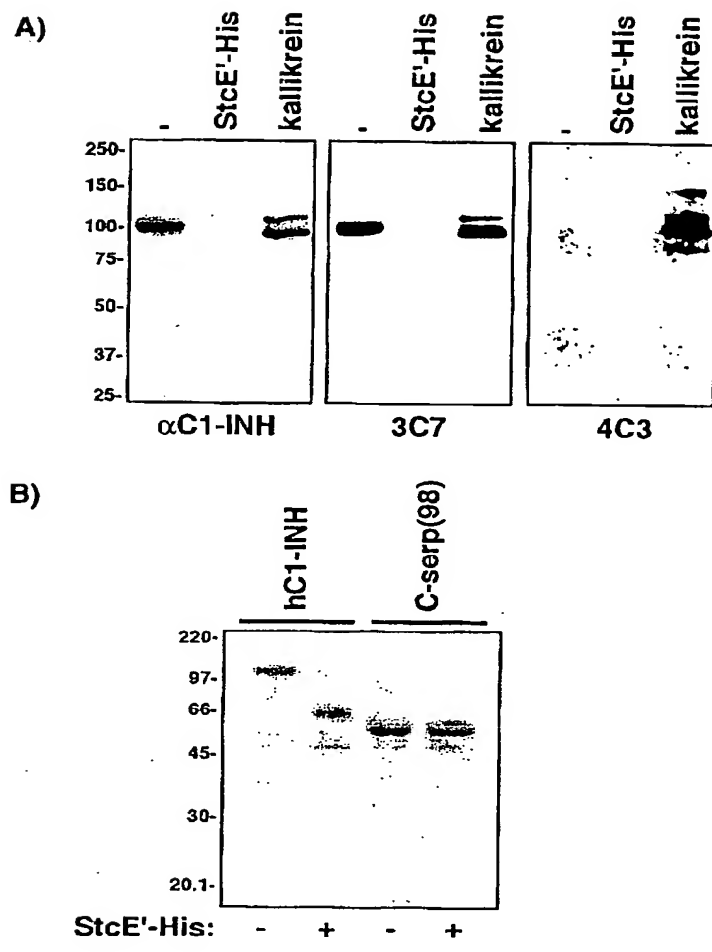 A)
- StcE'-His kallikrein - StcE'-His kallikrein - StcE'-His kallikrein
250-
150-
100-
75-
50-
37-
25-
αC1-INH 3C7 4C3
B)
hC1-INH C-serp(98)
220-
97-
66-
45-
30-
20.1-
StcE'-His: - + - +